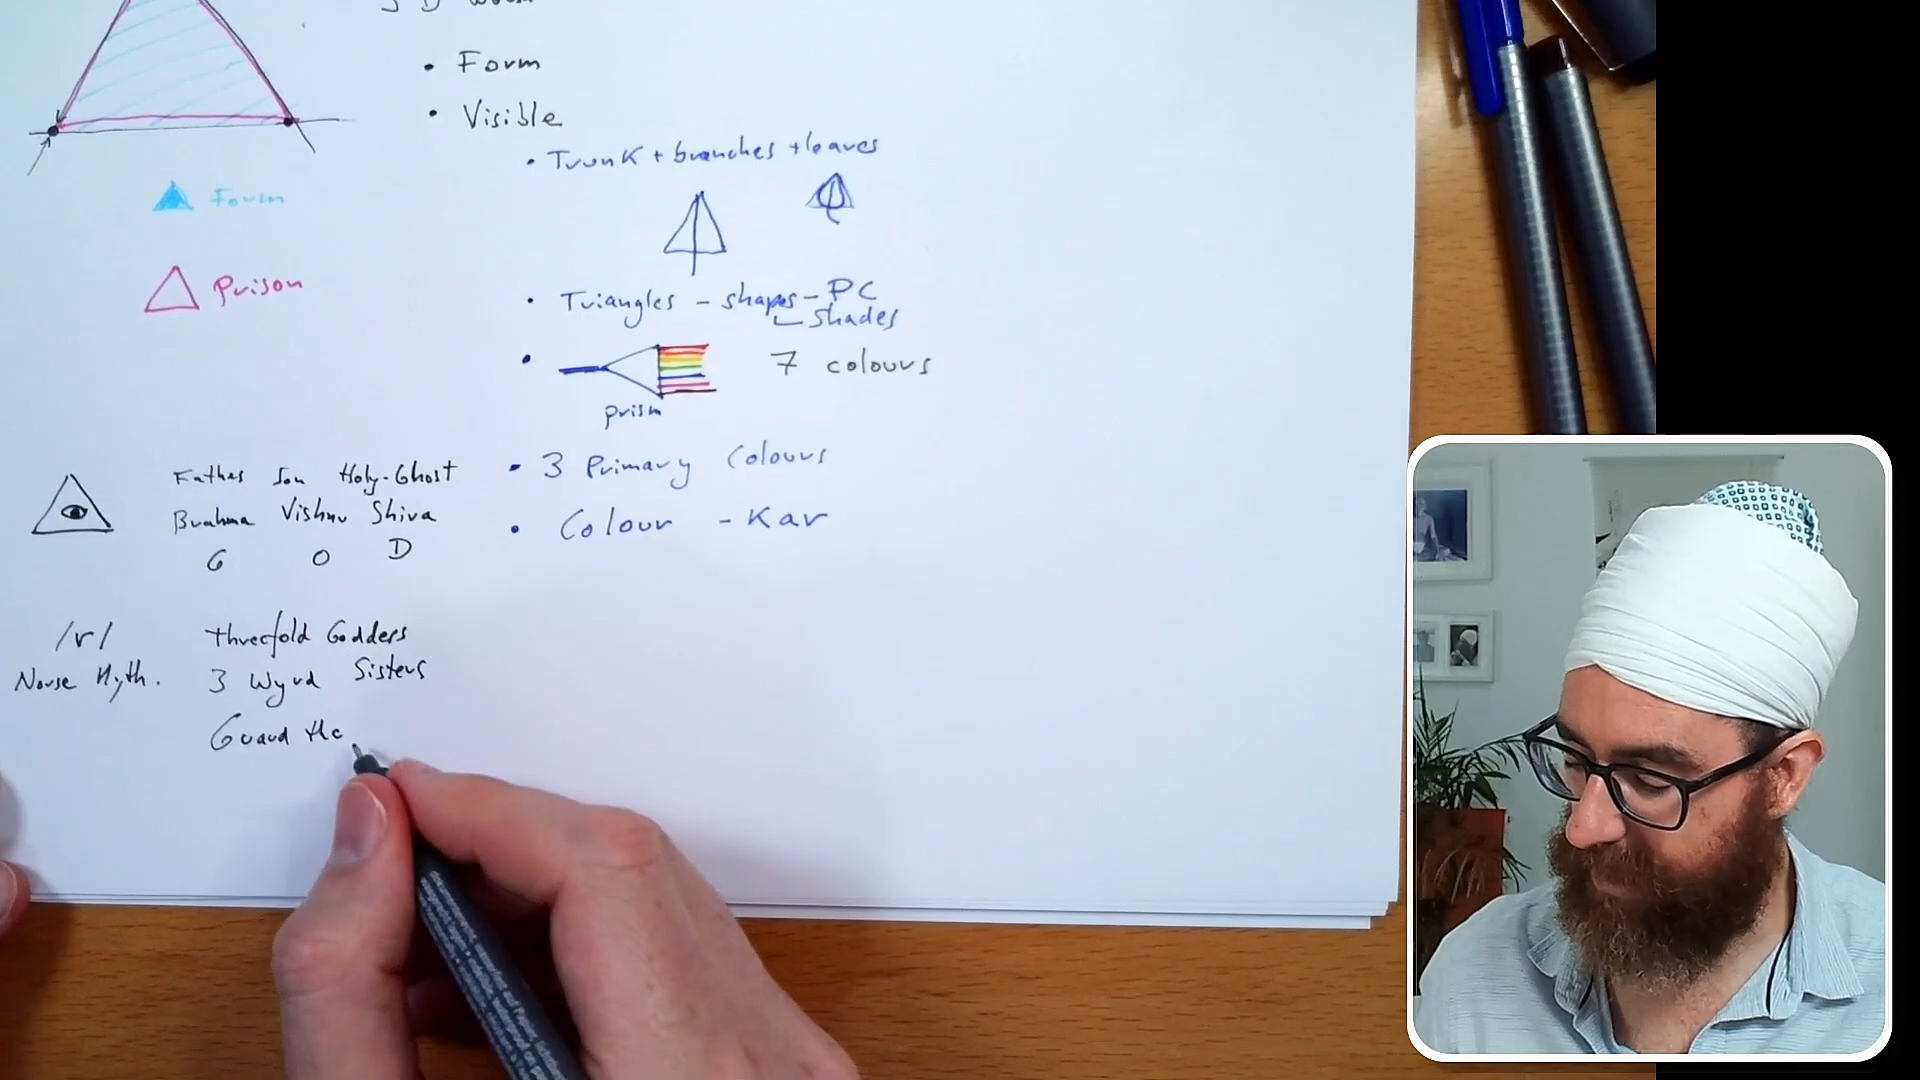 Form
Visible
Trunk + branches + leaves
Form
Prison
Triangles - shapes - PC
shades
7 colours
prism
3 Primary Colours
Colour - Kar
Father Son Holy-Ghost
Brahma Vishnu Shiva
G O D
/r/ Threefold Goddess
Norse Myth. 3 Wyrd Sisters
Guard the